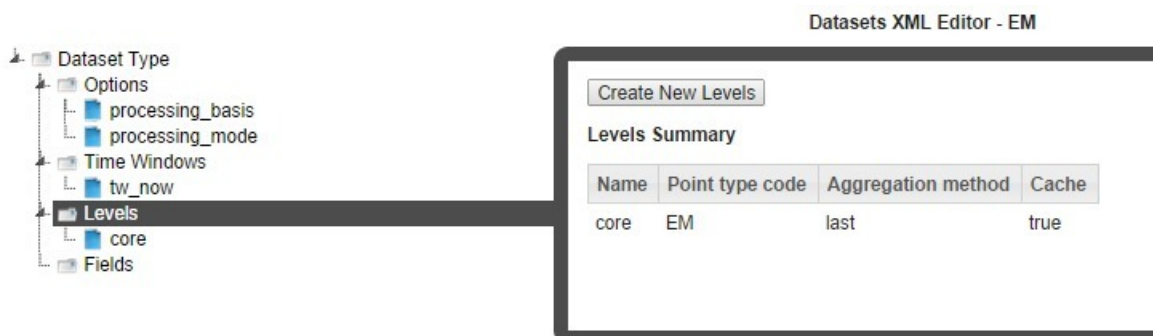 Datasets XML Editor - EM
Dataset Type
Options
processing_basis
processing_mode
Time Windows
tw_now
Levels
core
Fields
Create New Levels
Levels Summary
Name Point type code Aggregation method Cache
core EM last true